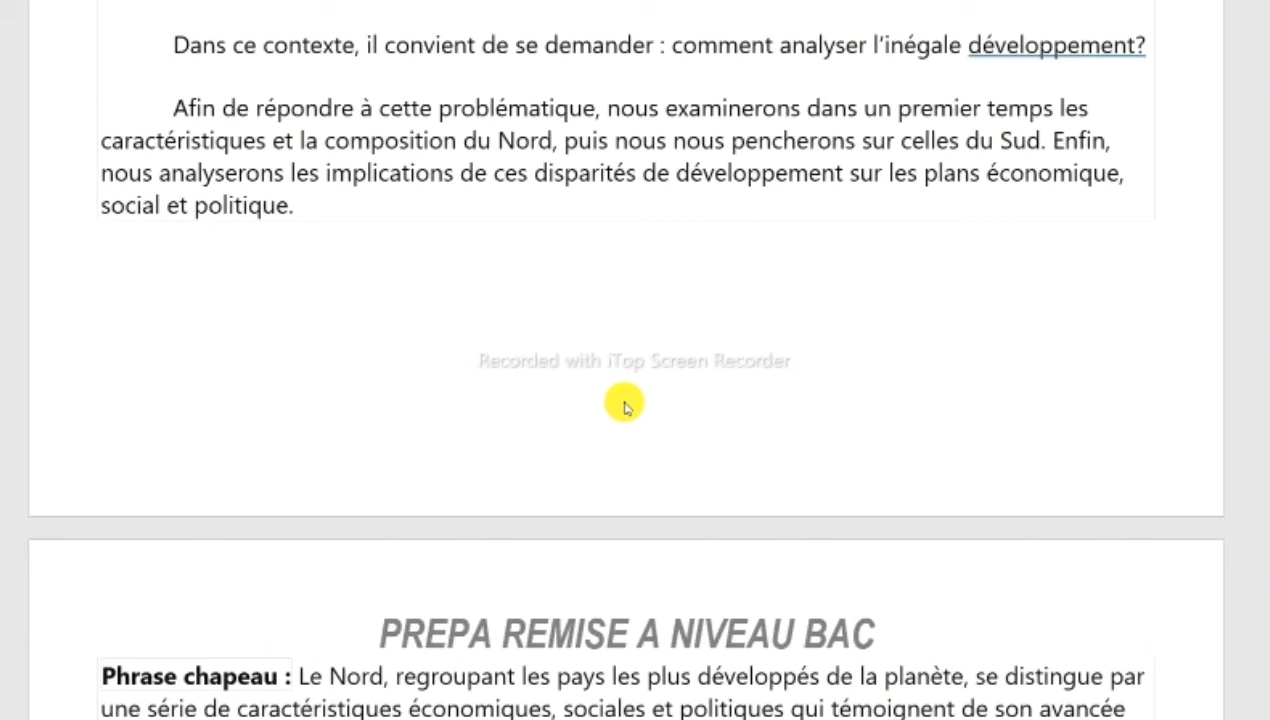 Dans ce contexte, il convient de se demander : comment analyser l'inégale développement?
Afin de répondre à cette problématique, nous examinerons dans un premier temps les
caractéristiques et la composition du Nord, puis nous nous pencherons sur celles du Sud. Enfin,
nous analyserons les implications de ces disparités de développement sur les plans économique,
social et politique.
Recorded with iTop Screen Recorder
PREPA REMISE A NIVEAU BAC
Phrase chapeau : Le Nord, regroupant les pays les plus développés de la planète, se distingue par
une série de caractéristiques économiques, sociales et politiques qui témoignent de son avancée